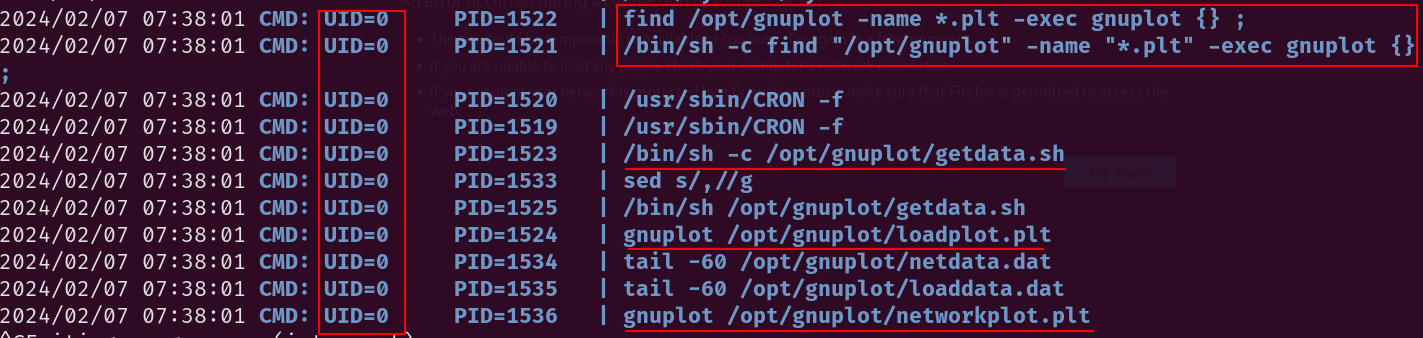 2024/02/07 07:38:01 CMD: UID=0     PID=1522   | find /opt/gnuplot -name *.plt -exec gnuplot {} ;
2024/02/07 07:38:01 CMD: UID=0     PID=1521   | /bin/sh -c find "/opt/gnuplot" -name "*.plt" -exec gnuplot {}
;
2024/02/07 07:38:01 CMD: UID=0     PID=1520   | /usr/sbin/CRON -f
2024/02/07 07:38:01 CMD: UID=0     PID=1519   | /usr/sbin/CRON -f
2024/02/07 07:38:01 CMD: UID=0     PID=1523   | /bin/sh -c /opt/gnuplot/getdata.sh
Try Again
2024/02/07 07:38:01 CMD: UID=0     PID=1533   | sed s/,//g
2024/02/07 07:38:01 CMD: UID=0     PID=1525   | /bin/sh /opt/gnuplot/getdata.sh
2024/02/07 07:38:01 CMD: UID=0     PID=1524   | gnuplot /opt/gnuplot/loadplot.plt
2024/02/07 07:38:01 CMD: UID=0     PID=1534   | tail -60 /opt/gnuplot/netdata.dat
2024/02/07 07:38:01 CMD: UID=0     PID=1535   | tail -60 /opt/gnuplot/loaddata.dat
2024/02/07 07:38:01 CMD: UID=0     PID=1536   | gnuplot /opt/gnuplot/networkplot.plt